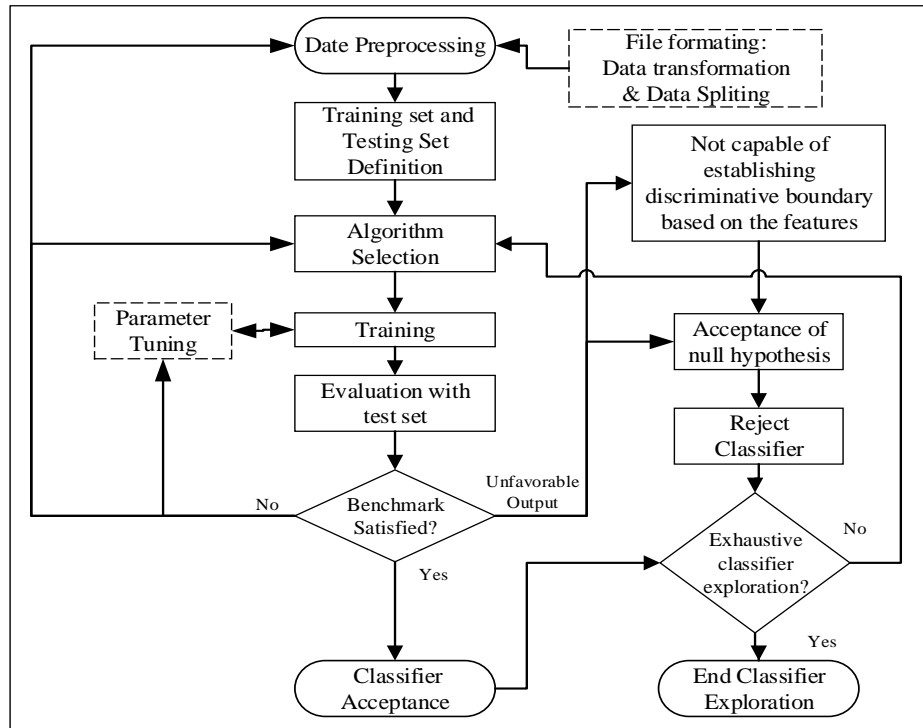 Date Preprocessing
File formating:
Data transformation
& Data Spliting
Training set and
Testing Set
Definition
Not capable of
establishing
discriminative boundary
based on the features
Algorithm
Selection
Parameter
Tuning
Training
Acceptance of
null hypothesis
Evaluation with
test set
Reject
Classifier
No
Benchmark
Satisfied?
Unfavorable
Output
Yes
Exhaustive
classifier
exploration?
No
Yes
Classifier
Acceptance
End Classifier
Exploration